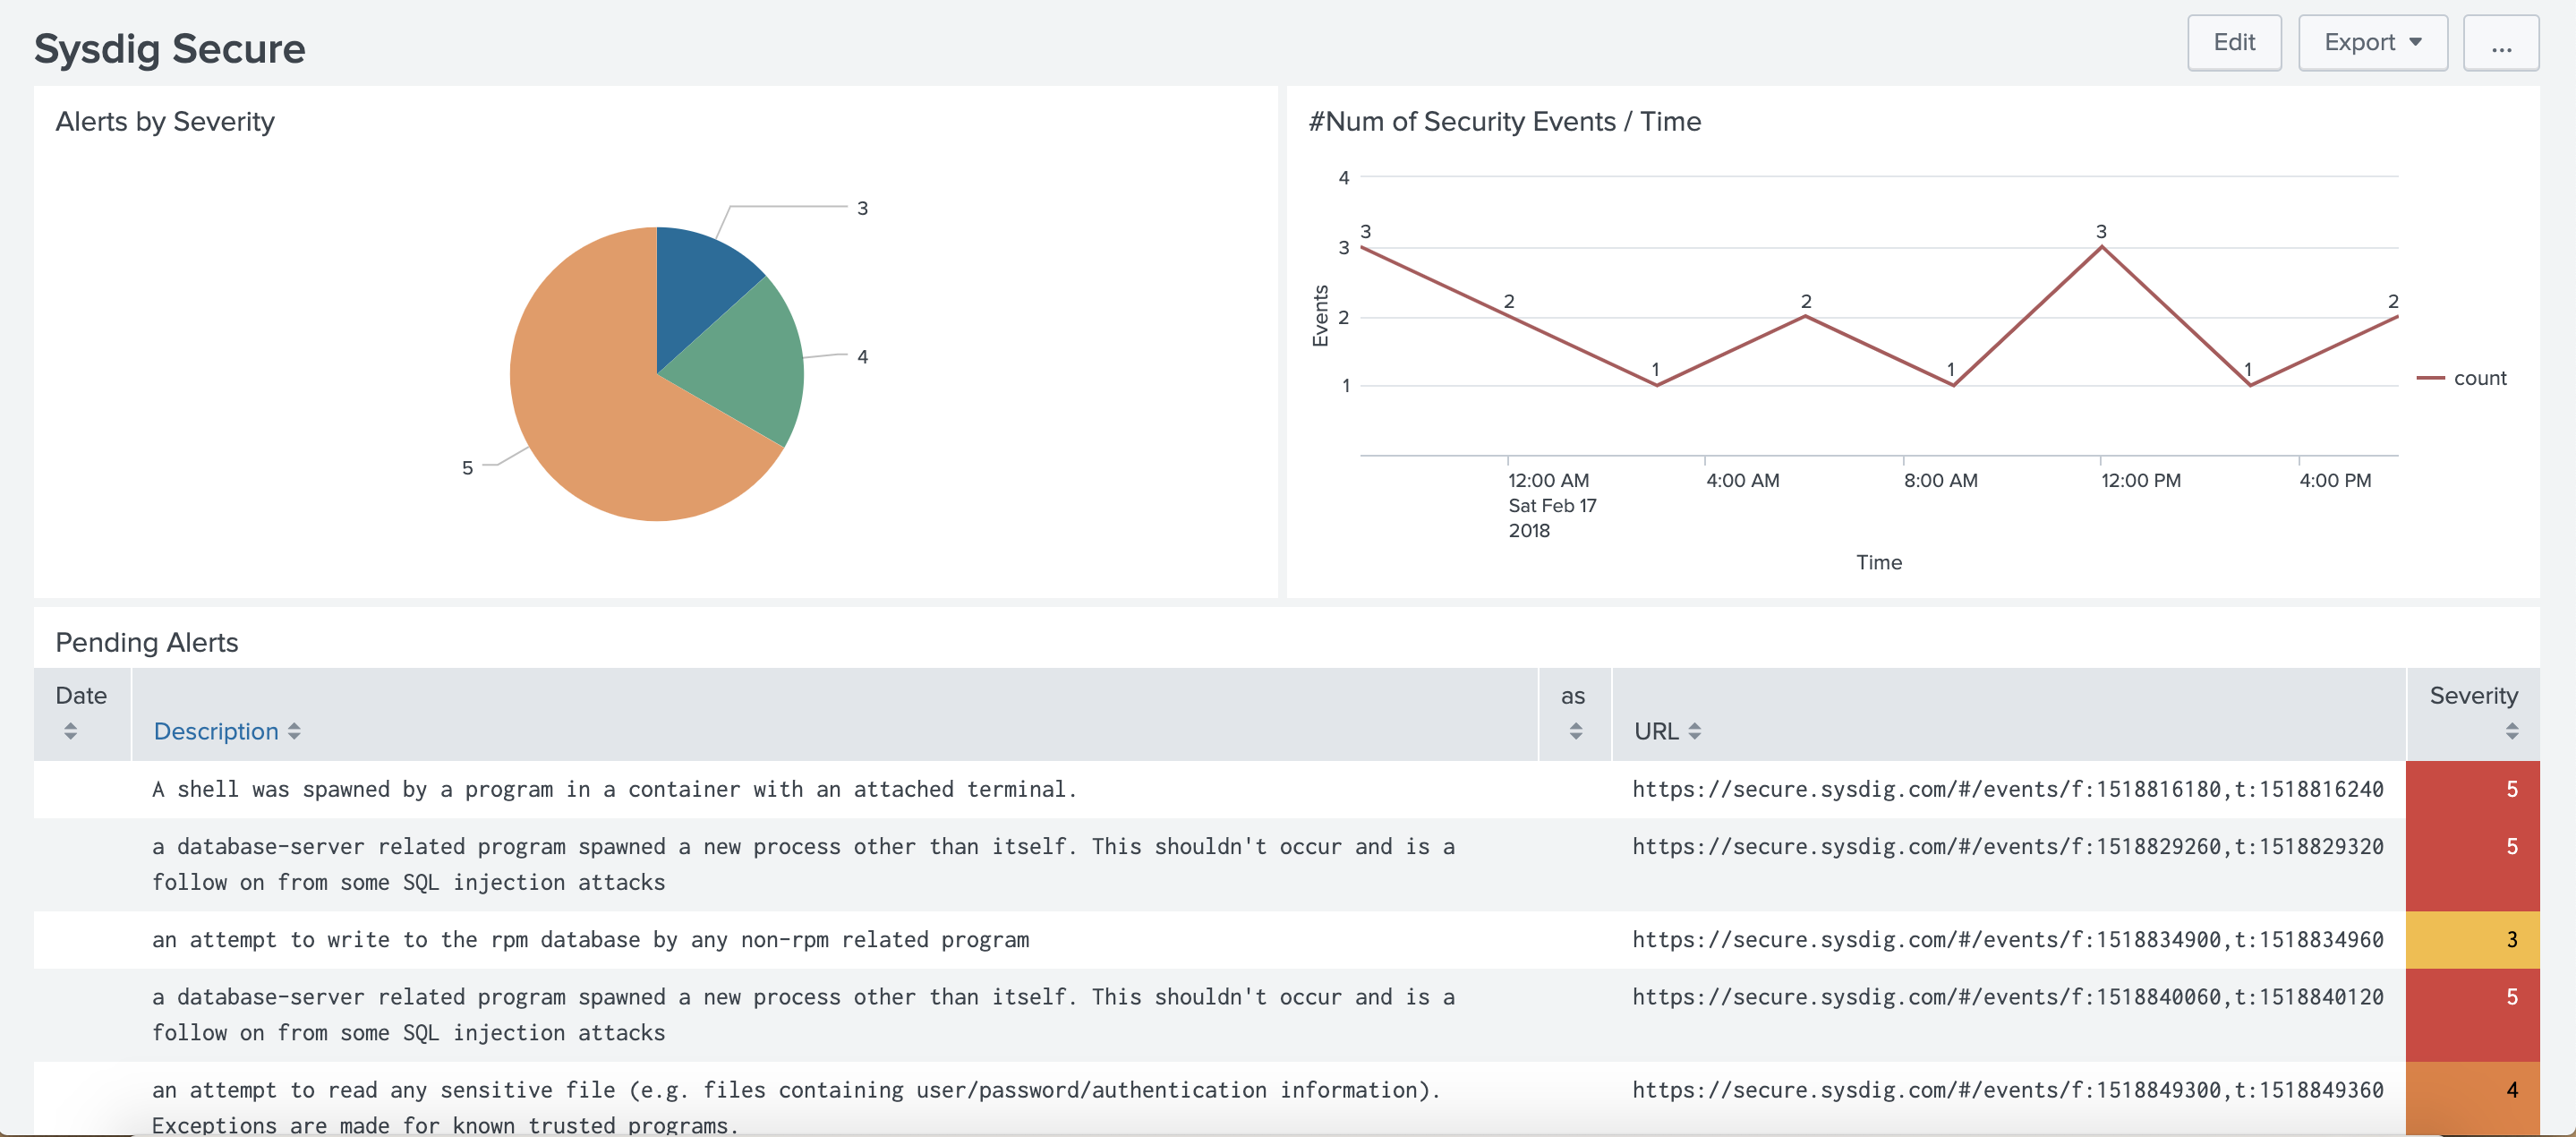 Sysdig Secure
Edit
Export
...
Alerts by Severity
3
4
5
#Num of Security Events / Time
4
3
2
1
Events
3
2
1
2
1
3
1
2
count
12:00 AM
Sat Feb 17
2018
4:00 AM
8:00 AM
12:00 PM
4:00 PM
Time
Pending Alerts
Date
Description
as
URL
Severity
A shell was spawned by a program in a container with an attached terminal.
https://secure.sysdig.com/#/events/f:1518816180,t:1518816240
5
a database-server related program spawned a new process other than itself. This shouldn't occur and is a
follow on from some SQL injection attacks
https://secure.sysdig.com/#/events/f:1518829260,t:1518829320
5
an attempt to write to the rpm database by any non-rpm related program
https://secure.sysdig.com/#/events/f:1518834900,t:1518834960
3
a database-server related program spawned a new process other than itself. This shouldn't occur and is a
follow on from some SQL injection attacks
https://secure.sysdig.com/#/events/f:1518840060,t:1518840120
5
an attempt to read any sensitive file (e.g. files containing user/password/authentication information).
Exceptions are made for known trusted programs.
https://secure.sysdig.com/#/events/f:1518849300,t:1518849360
4